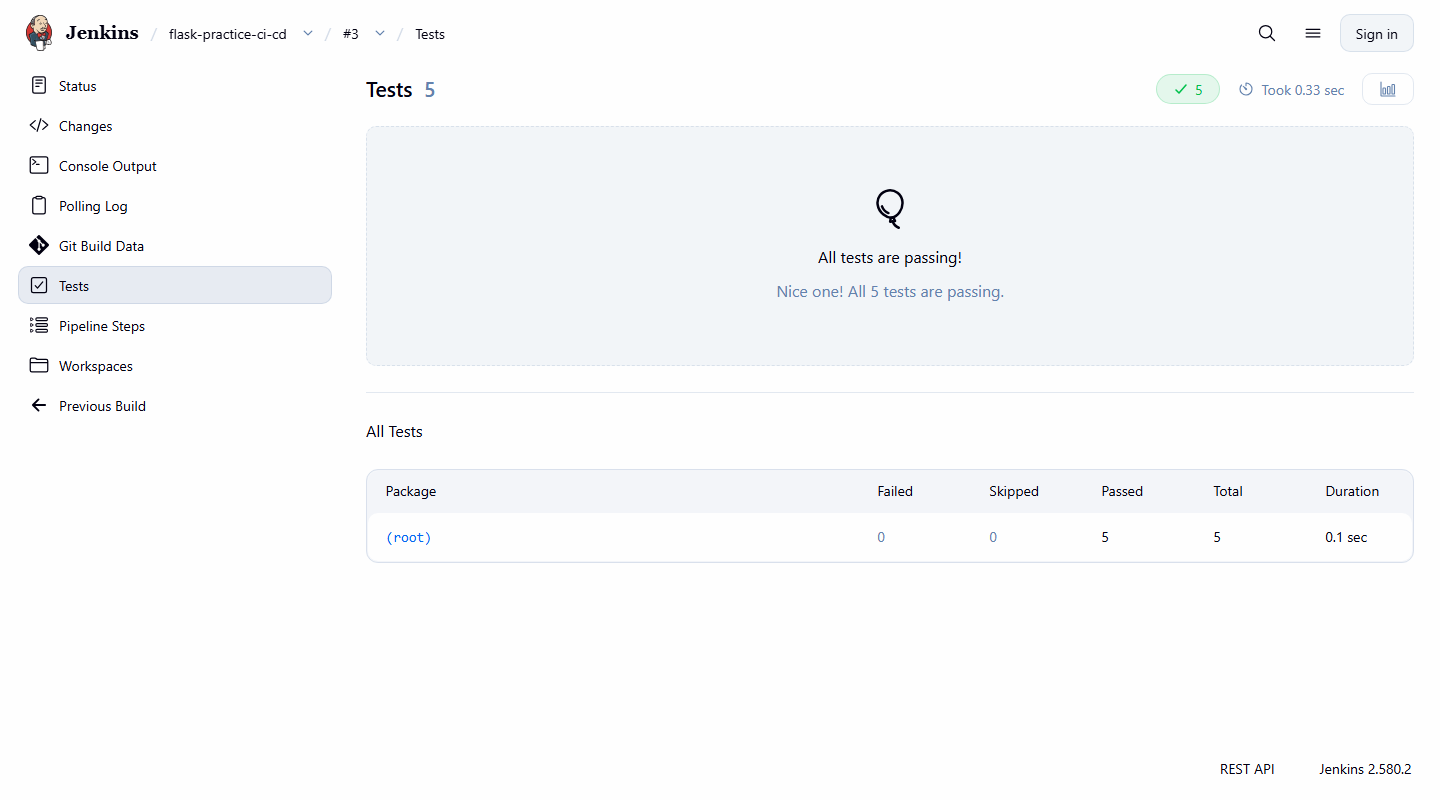 Jenkins / flask-practice-ci-cd / #3 / Tests
Sign in
Status
Changes
Console Output
Polling Log
Git Build Data
Tests
Pipeline Steps
Workspaces
Previous Build
Tests 5
5
Took 0.33 sec
All tests are passing!
Nice one! All 5 tests are passing.
All Tests
Package Failed Skipped Passed Total Duration
(root) 0 0 5 5 0.1 sec
REST API Jenkins 2.580.2